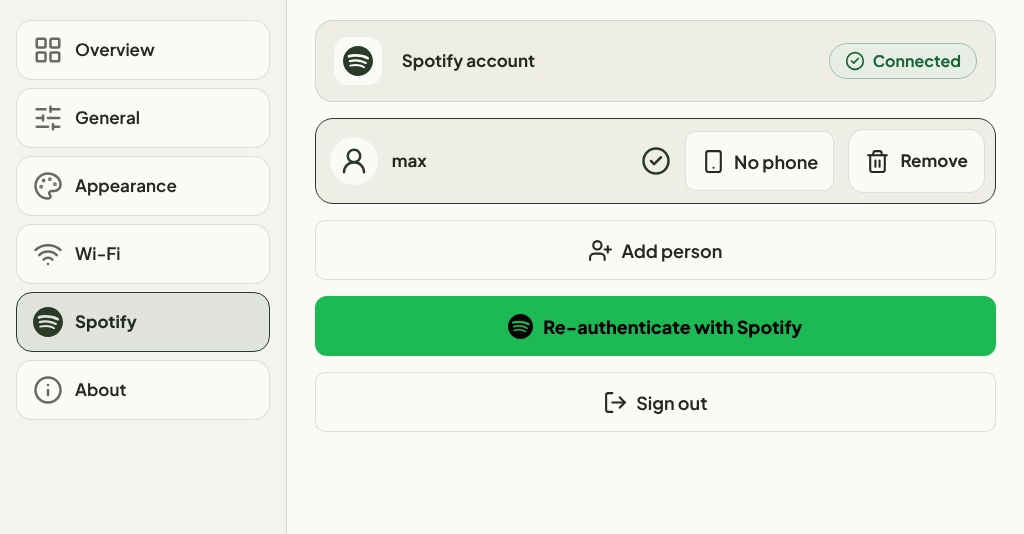 Overview
General
Appearance
Wi-Fi
Spotify
About
Spotify account
Connected
max
No phone
Remove
Add person
Re-authenticate with Spotify
Sign out